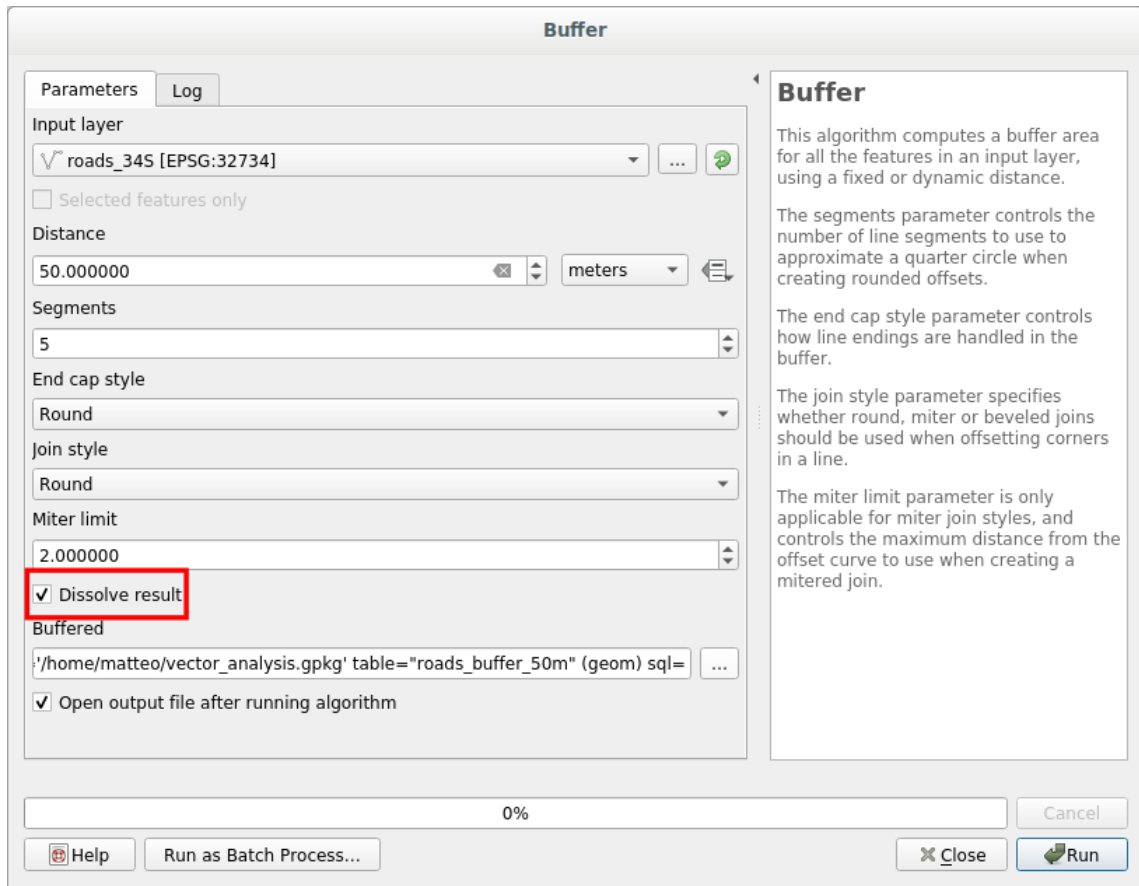 Buffer
Parameters
Log
Input layer
roads_34S [EPSG:32734]
...
Selected features only
Distance
50.000000
meters
Segments
5
End cap style
Round
Join style
Round
Miter limit
2.000000
Dissolve result
Buffered
='/home/matteo/vector_analysis.gpkg' table="roads_buffer_50m" (geom) sql=
...
Open output file after running algorithm
Buffer
This algorithm computes a buffer area
for all the features in an input layer,
using a fixed or dynamic distance.
The segments parameter controls the
number of line segments to use to
approximate a quarter circle when
creating rounded offsets.
The end cap style parameter controls
how line endings are handled in the
buffer.
The join style parameter specifies
whether round, miter or beveled joins
should be used when offsetting corners
in a line.
The miter limit parameter is only
applicable for miter join styles, and
controls the maximum distance from the
offset curve to use when creating a
mitered join.
0%
Cancel
Help
Run as Batch Process...
Close
Run